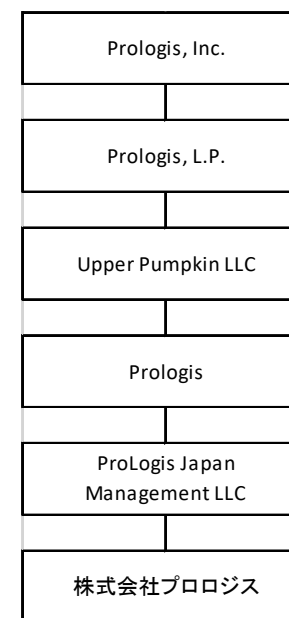 Prologis, Inc.
Prologis, L.P.
Upper Pumpkin LLC
Prologis
ProLogis Japan
Management LLC
株式会社プロロジス